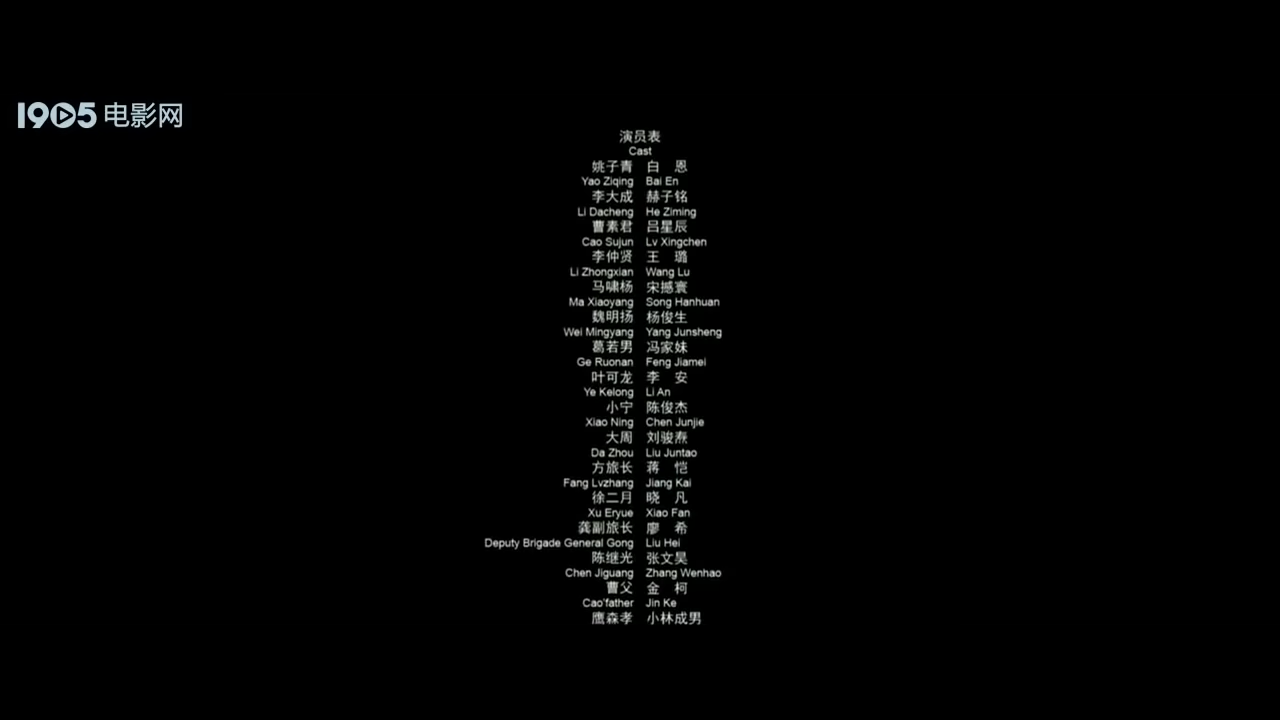 1905电影网
演员表
Cast
姚子青 白 恩
Yao Ziqing Bai En
李大成 赫子铭
Li Dacheng He Ziming
曹素君 吕星辰
Cao Sujun Lv Xingchen
李仲贤 王 璐
Li Zhongxian Wang Lu
马啸杨 宋撼寰
Ma Xiaoyang Song Hanhuan
魏明扬 杨俊生
Wei Mingyang Yang Junsheng
葛若男 冯家妹
Ge Ruonan Feng Jiamei
叶可龙 李 安
Ye Kelong Li An
小宁 陈俊杰
Xiao Ning Chen Junjie
大周 刘骏焘
Da Zhou Liu Juntao
方旅长 蒋 恺
Fang Lvzhang Jiang Kai
徐二月 晓 凡
Xu Eryue Xiao Fan
龚副旅长 廖 希
Deputy Brigade General Gong Liu Hei
陈继光 张文昊
Chen Jiguang Zhang Wenhao
曹父 金 柯
Cao'father Jin Ke
鹰森孝 小林成男